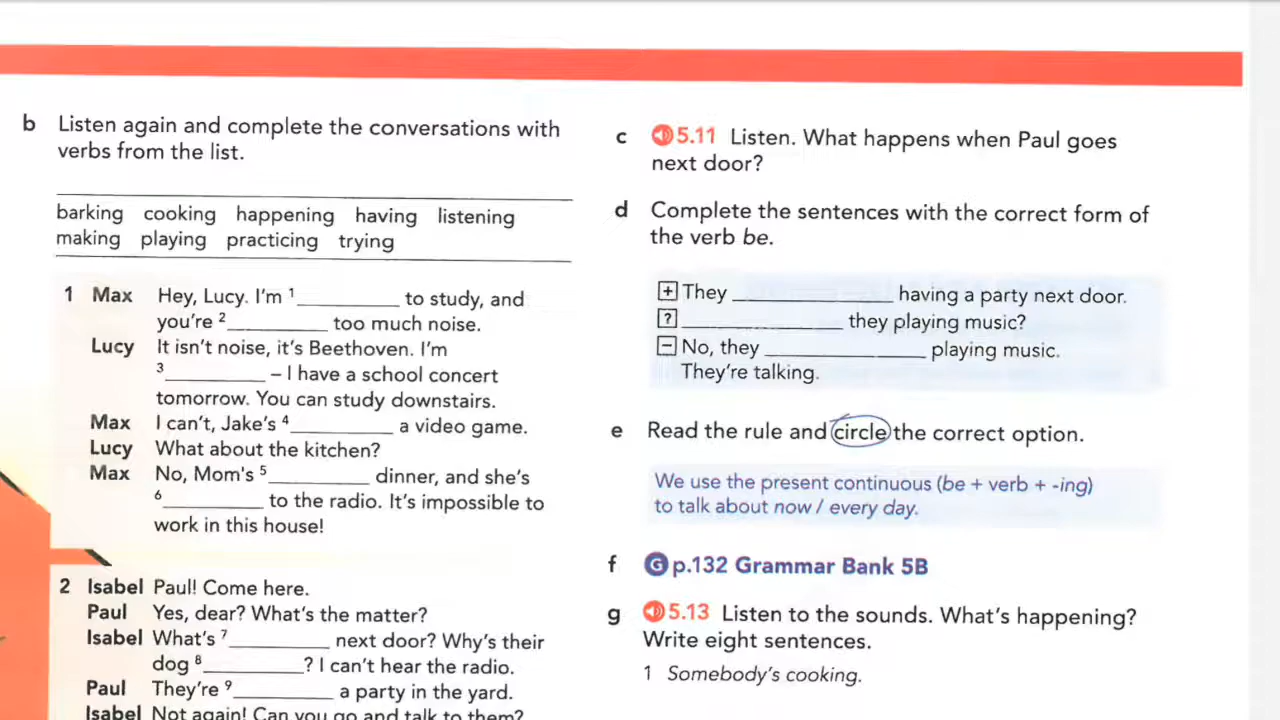 b Listen again and complete the conversations with
verbs from the list.
barking cooking happening having listening
making playing practicing trying
1 Max Hey, Lucy. I'm 1__________ to study, and
you're 2__________ too much noise.
Lucy It isn't noise, it's Beethoven. I'm
3__________ – I have a school concert
tomorrow. You can study downstairs.
Max I can't, Jake's 4__________ a video game.
Lucy What about the kitchen?
Max No, Mom's 5__________ dinner, and she's
6__________ to the radio. It's impossible to
work in this house!
2 Isabel Paul! Come here.
Paul Yes, dear? What's the matter?
Isabel What's 7__________ next door? Why's their
dog 8__________? I can't hear the radio.
Paul They're 9__________ a party in the yard.
Isabel Not again! Can you go and talk to them?
c 5.11 Listen. What happens when Paul goes
next door?
d Complete the sentences with the correct form of
the verb be.
+ They ________________ having a party next door.
? ________________ they playing music?
– No, they ________________ playing music.
They're talking.
e Read the rule and circle the correct option.
We use the present continuous (be + verb + -ing)
to talk about now / every day.
f G p.132 Grammar Bank 5B
g 5.13 Listen to the sounds. What's happening?
Write eight sentences.
1 Somebody's cooking.